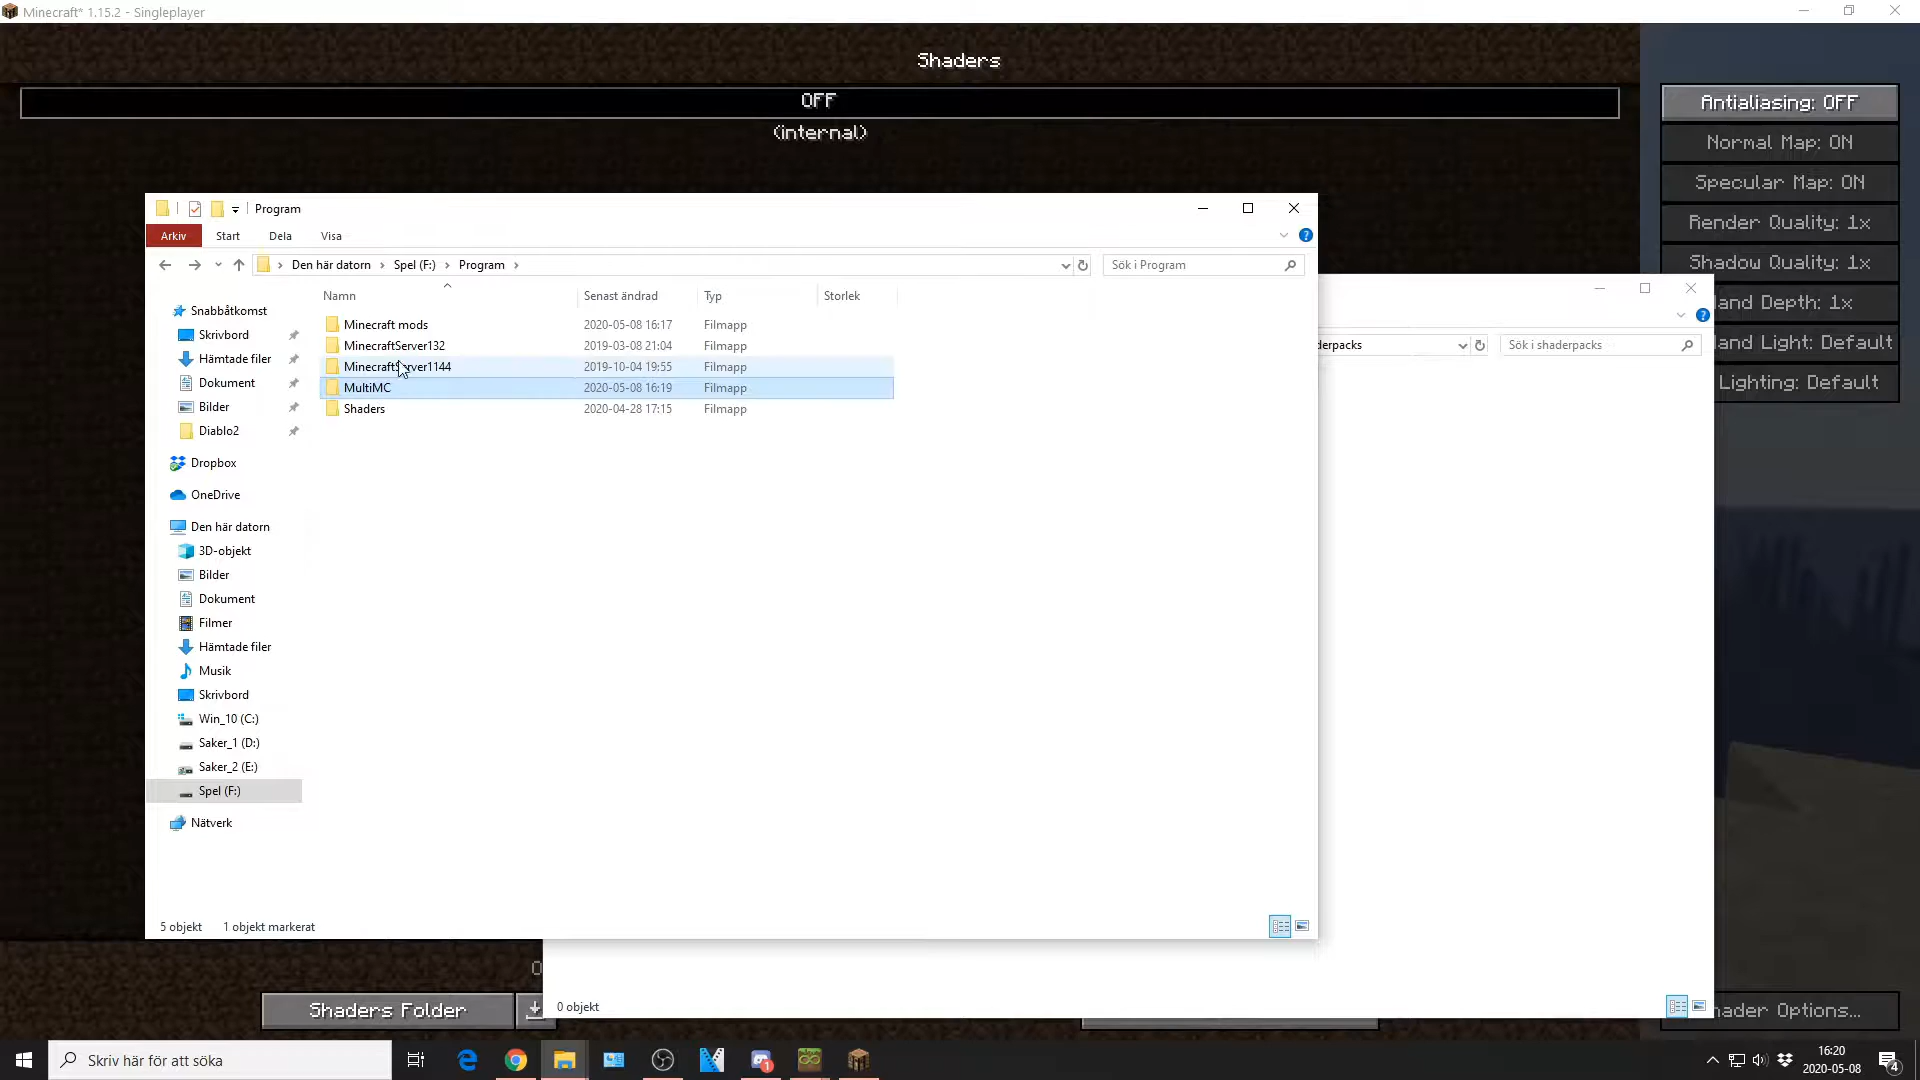 Minecraft* 1.15.2 - Singleplayer
Shaders
OFF
(internal)
Antialiasing: OFF
Normal Map: ON
Specular Map: ON
Render Quality: 1x
Shadow Quality: 1x
Hand Depth: 1x
Hand Light: Default
Lighting: Default
Program
Arkiv
Start
Dela
Visa
Den här datorn
Spel (F:)
Program
Sök i Program
Namn
Senast ändrad
Typ
Storlek
Minecraft mods 2020-05-08 16:17 Filmapp
MinecraftServer132 2019-03-08 21:04 Filmapp
MinecraftServer1144 2019-10-04 19:55 Filmapp
MultiMC 2020-05-08 16:19 Filmapp
Shaders 2020-04-28 17:15 Filmapp
Snabbåtkomst
Skrivbord
Hämtade filer
Dokument
Bilder
Diablo2
Dropbox
OneDrive
Den här datorn
3D-objekt
Bilder
Dokument
Filmer
Hämtade filer
Musik
Skrivbord
Win_10 (C:)
Saker_1 (D:)
Saker_2 (E:)
Spel (F:)
Nätverk
5 objekt
1 objekt markerat
derpacks
Sök i shaderpacks
0 objekt
Shaders Folder
hader Options...
Skriv här för att söka
1
16:20
2020-05-08
4